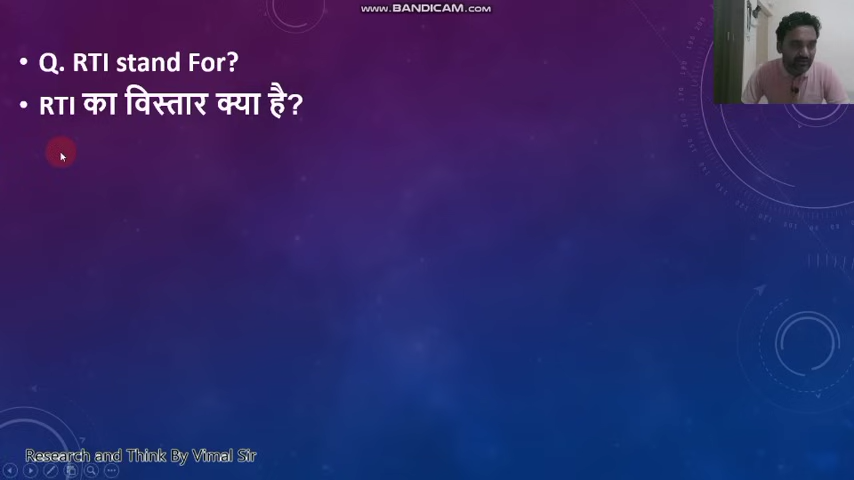 www.BANDICAM.com
• Q. RTI stand For?
• RTI का विस्तार क्या है?
Research and Think By Vimal Sir